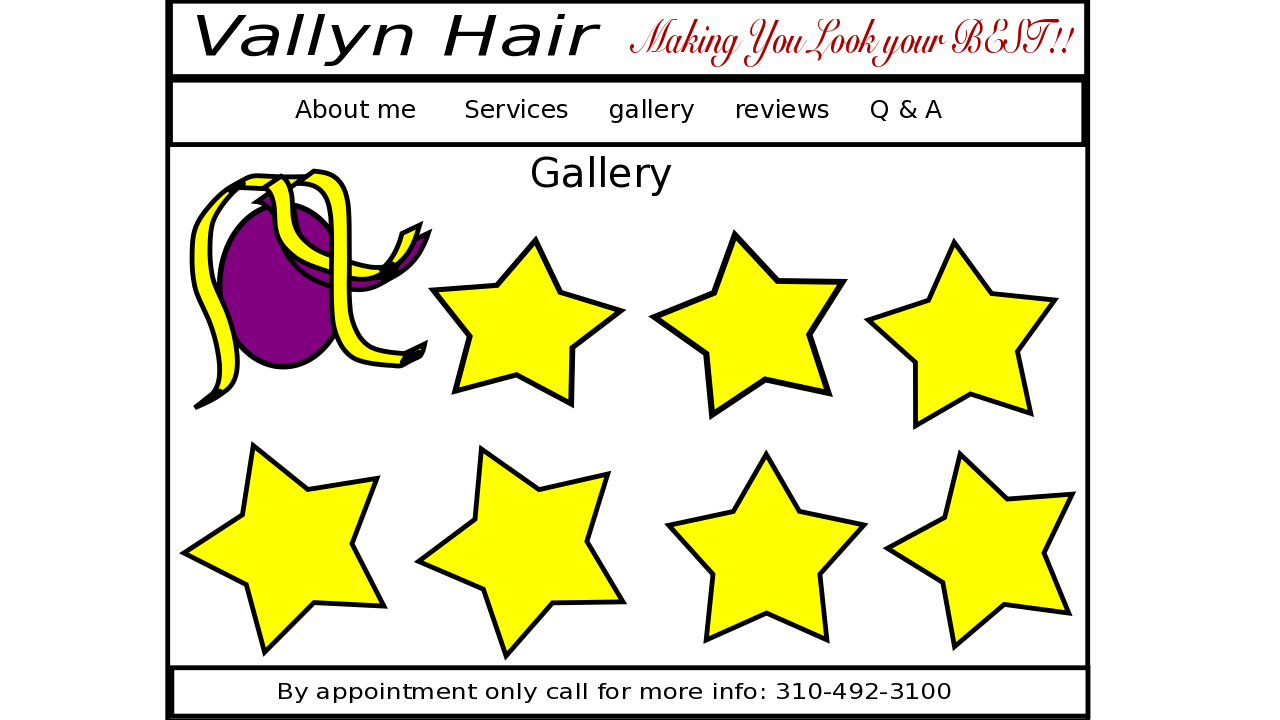 Vallyn Hair Making You Look your BEST!!
About me Services gallery reviews Q & A
Gallery
By appointment only call for more info: 310-492-3100